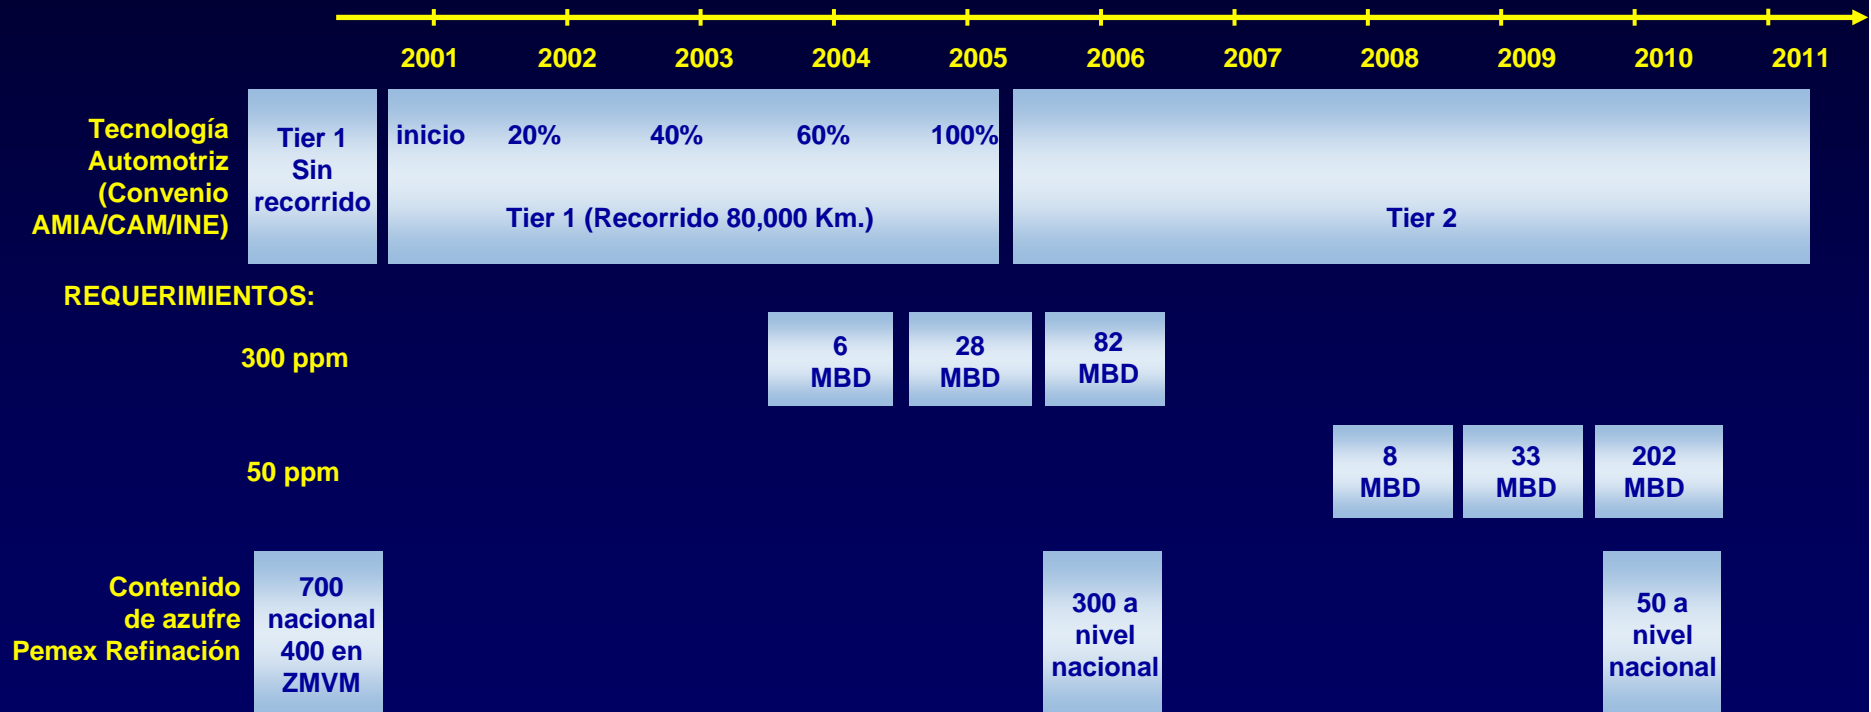 2001 2002 2003 2004 2005 2006 2007 2008 2009 2010 2011
Tecnología
Automotriz
(Convenio
AMIA/CAM/INE)
Tier 1
Sin
recorrido
inicio 20% 40% 60% 100%
Tier 1 (Recorrido 80,000 Km.)
Tier 2
REQUERIMIENTOS:
300 ppm
6
MBD
28
MBD
82
MBD
50 ppm
8
MBD
33
MBD
202
MBD
Contenido
de azufre
Pemex Refinación
700
nacional
400 en
ZMVM
300 a
nivel
nacional
50 a
nivel
nacional